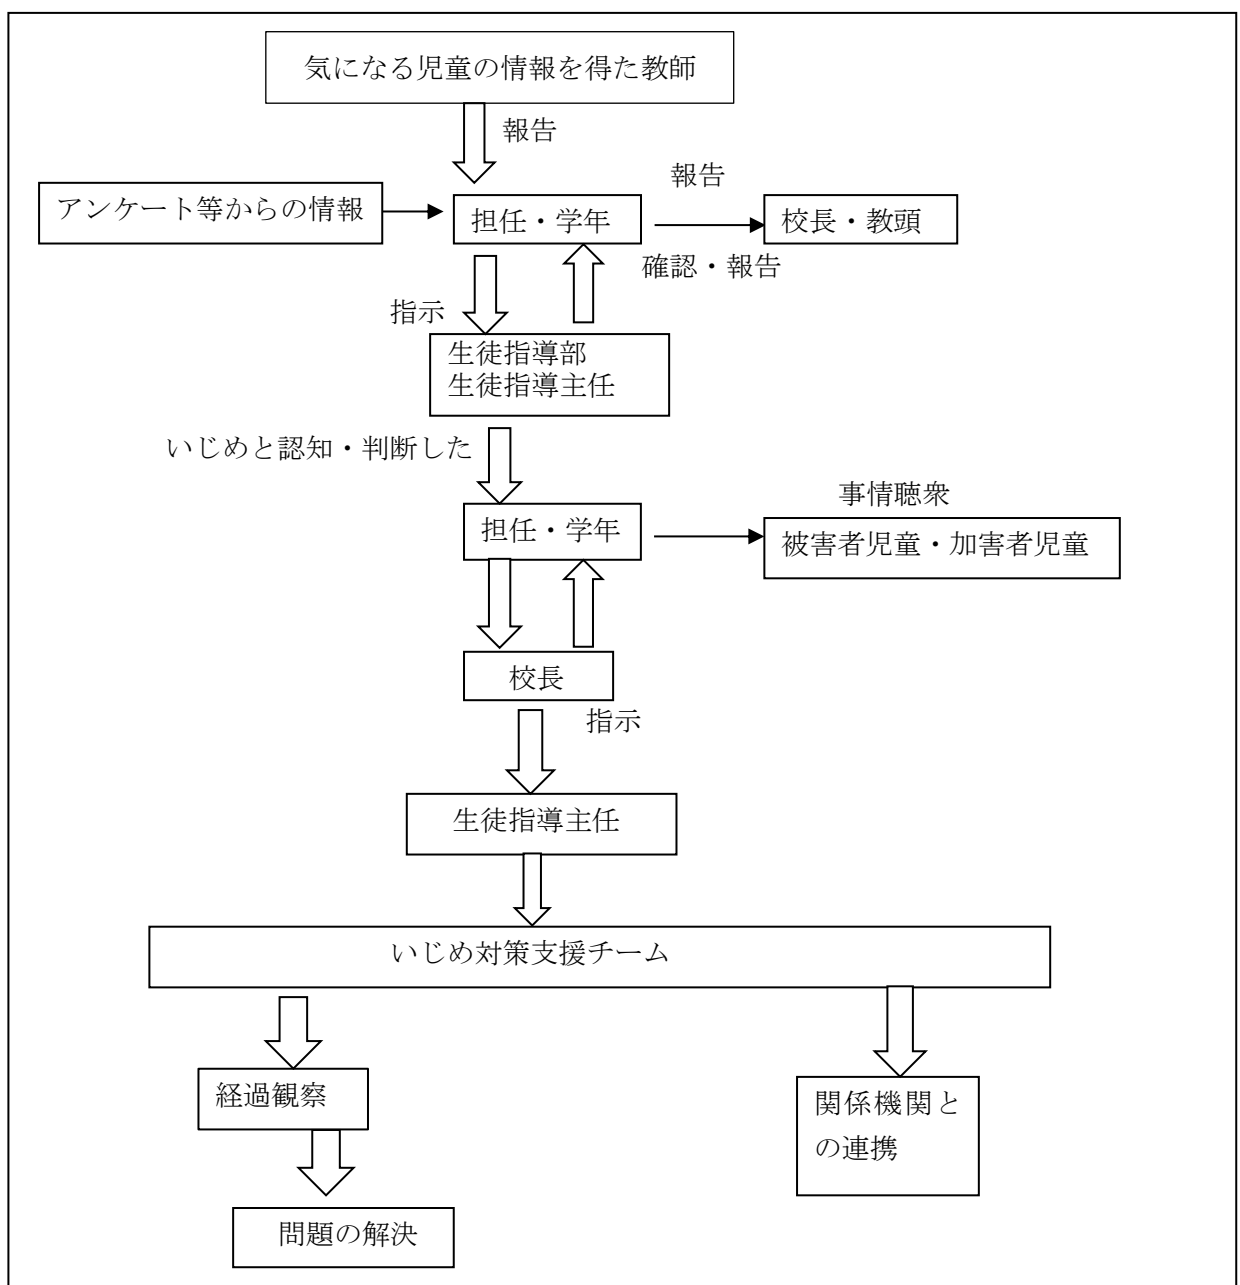 気になる児童の情報を得た教師
報告
アンケート等からの情報
担任・学年
報告
校長・教頭
確認・報告
指示
生徒指導部
生徒指導主任
いじめと認知・判断した
担任・学年
事情聴衆
被害者児童・加害者児童
校長
指示
生徒指導主任
いじめ対策支援チーム
経過観察
関係機関と
の連携
問題の解決